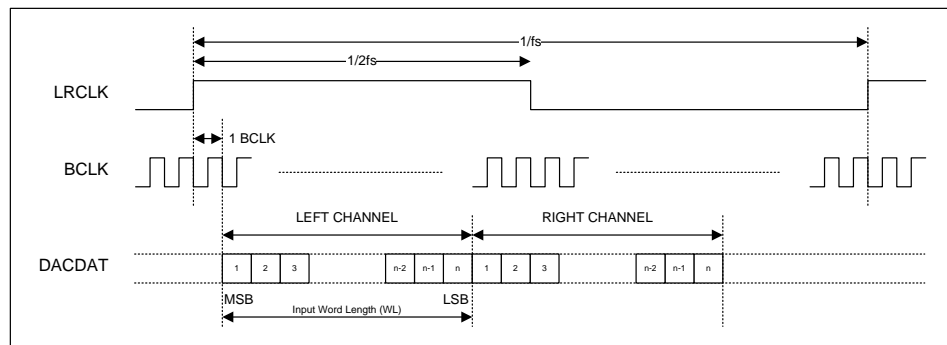 1/fs
1/2fs
LRCLK
1 BCLK
BCLK
LEFT CHANNEL RIGHT CHANNEL
DACDAT 1 2 3 n-2 n-1 n 1 2 3 n-2 n-1 n
MSB LSB
Input Word Length (WL)